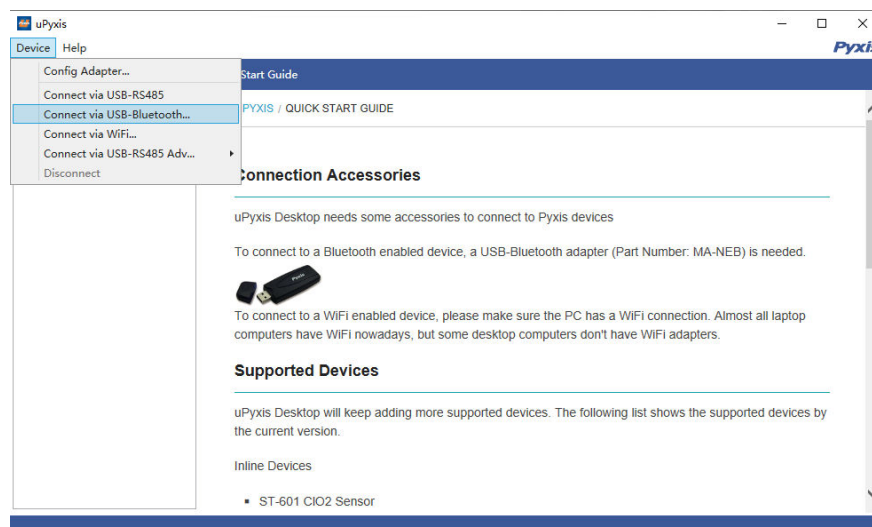 uPyxis
Device Help
Pyxis
Config Adapter...
Connect via USB-RS485
Connect via USB-Bluetooth...
Connect via WiFi...
Connect via USB-RS485 Adv...
Disconnect
Start Guide
PYXIS / QUICK START GUIDE
Connection Accessories
uPyxis Desktop needs some accessories to connect to Pyxis devices
To connect to a Bluetooth enabled device, a USB-Bluetooth adapter (Part Number: MA-NEB) is needed.
Pyxis
To connect to a WiFi enabled device, please make sure the PC has a WiFi connection. Almost all laptop
computers have WiFi nowadays, but some desktop computers don't have WiFi adapters.
Supported Devices
uPyxis Desktop will keep adding more supported devices. The following list shows the supported devices by
the current version.
Inline Devices
▪ ST-601 ClO2 Sensor